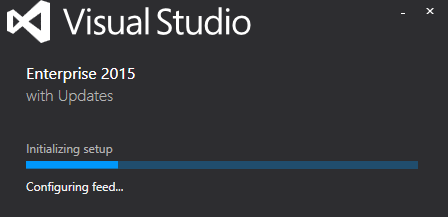 Visual Studio
Enterprise 2015
with Updates
Initializing setup
Configuring feed...